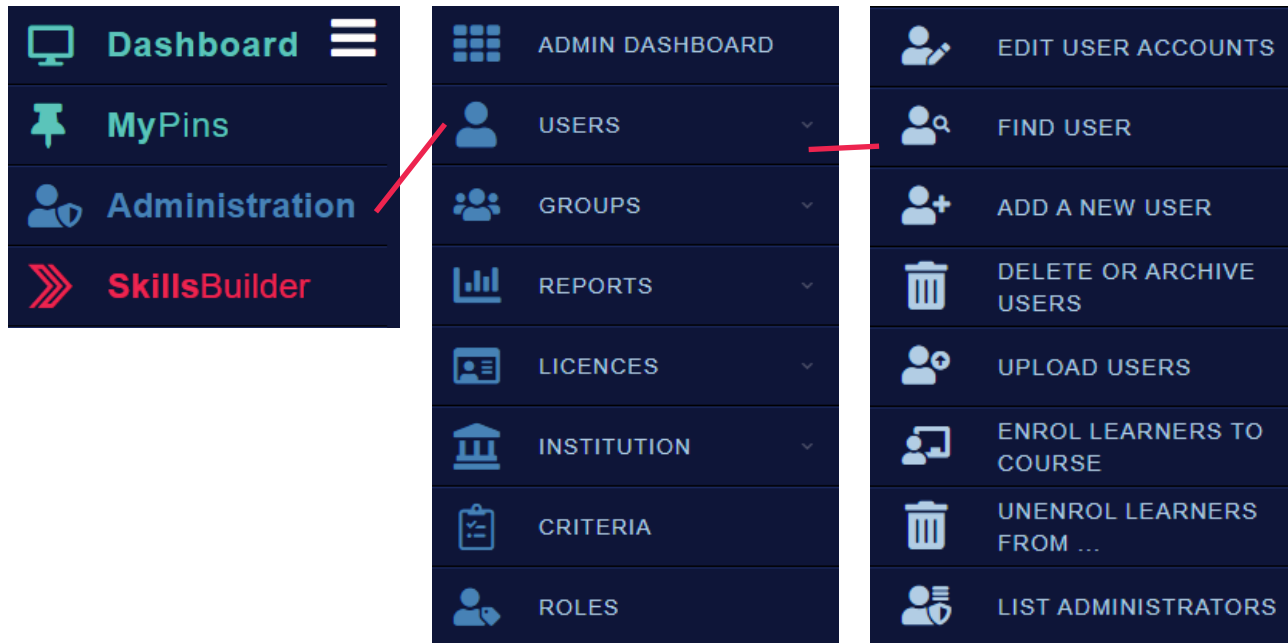 Dashboard
MyPins
Administration
SkillsBuilder
ADMIN DASHBOARD
USERS
GROUPS
REPORTS
LICENCES
INSTITUTION
CRITERIA
ROLES
EDIT USER ACCOUNTS
FIND USER
ADD A NEW USER
DELETE OR ARCHIVE
USERS
UPLOAD USERS
ENROL LEARNERS TO
COURSE
UNENROL LEARNERS
FROM ...
LIST ADMINISTRATORS